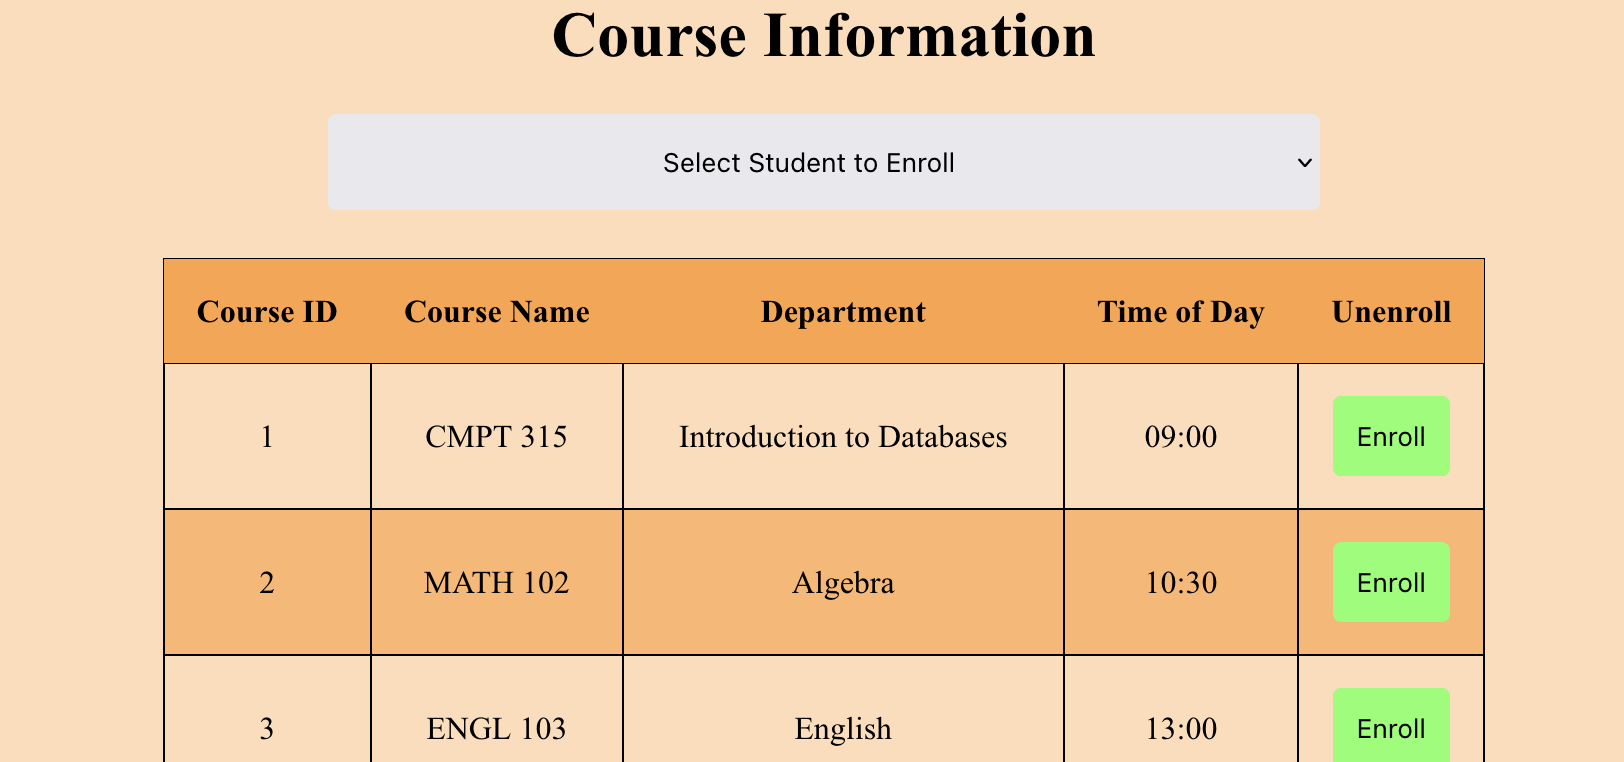 Course Information
Select Student to Enroll
Course ID Course Name Department Time of Day Unenroll
1 CMPT 315 Introduction to Databases 09:00 Enroll
2 MATH 102 Algebra 10:30 Enroll
3 ENGL 103 English 13:00 Enroll